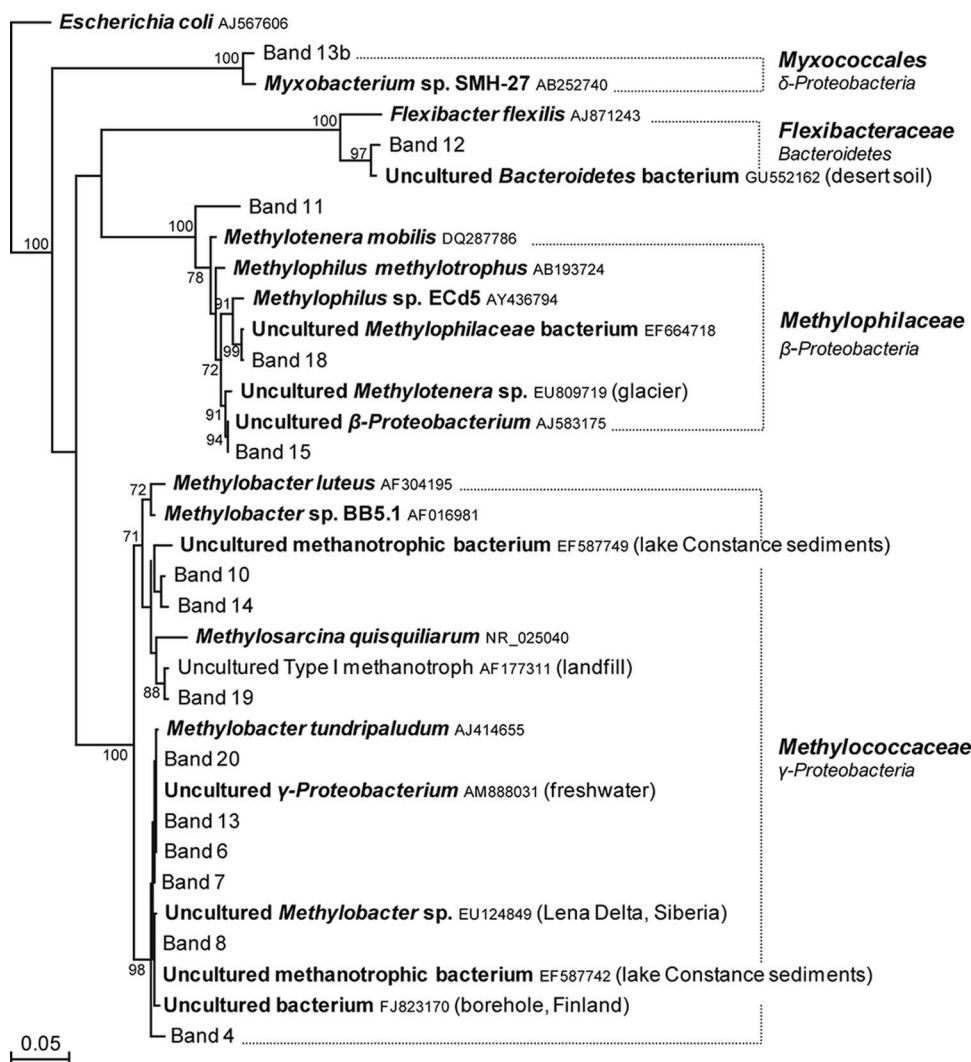 Escherichia coli AJ567606
100
Band 13b
Myxobacterium sp. SMH-27 AB252740
Myxococcales
δ-Proteobacteria
100
Flexibacter flexilis AJ871243
97
Band 12
Uncultured Bacteroidetes bacterium GU552162 (desert soil)
Flexibacteraceae
Bacteroidetes
100
100
Band 11
Methylotenera mobilis DQ287786
78
Methylophilus methylotrophus AB193724
91
Methylophilus sp. ECd5 AY436794
Uncultured Methylophilaceae bacterium EF664718
99
Band 18
72
Uncultured Methylotenera sp. EU809719 (glacier)
91
Uncultured β-Proteobacterium AJ583175
94
Band 15
Methylophilaceae
β-Proteobacteria
72
Methylobacter luteus AF304195
Methylobacter sp. BB5.1 AF016981
71
Uncultured methanotrophic bacterium EF587749 (lake Constance sediments)
Band 10
Band 14
Methylosarcina quisquiliarum NR_025040
Uncultured Type I methanotroph AF177311 (landfill)
88
Band 19
100
Methylobacter tundripaludum AJ414655
Band 20
Uncultured γ-Proteobacterium AM888031 (freshwater)
Band 13
Band 6
Band 7
Uncultured Methylobacter sp. EU124849 (Lena Delta, Siberia)
Band 8
98
Uncultured methanotrophic bacterium EF587742 (lake Constance sediments)
Uncultured bacterium FJ823170 (borehole, Finland)
Band 4
Methylococcaceae
γ-Proteobacteria
0.05